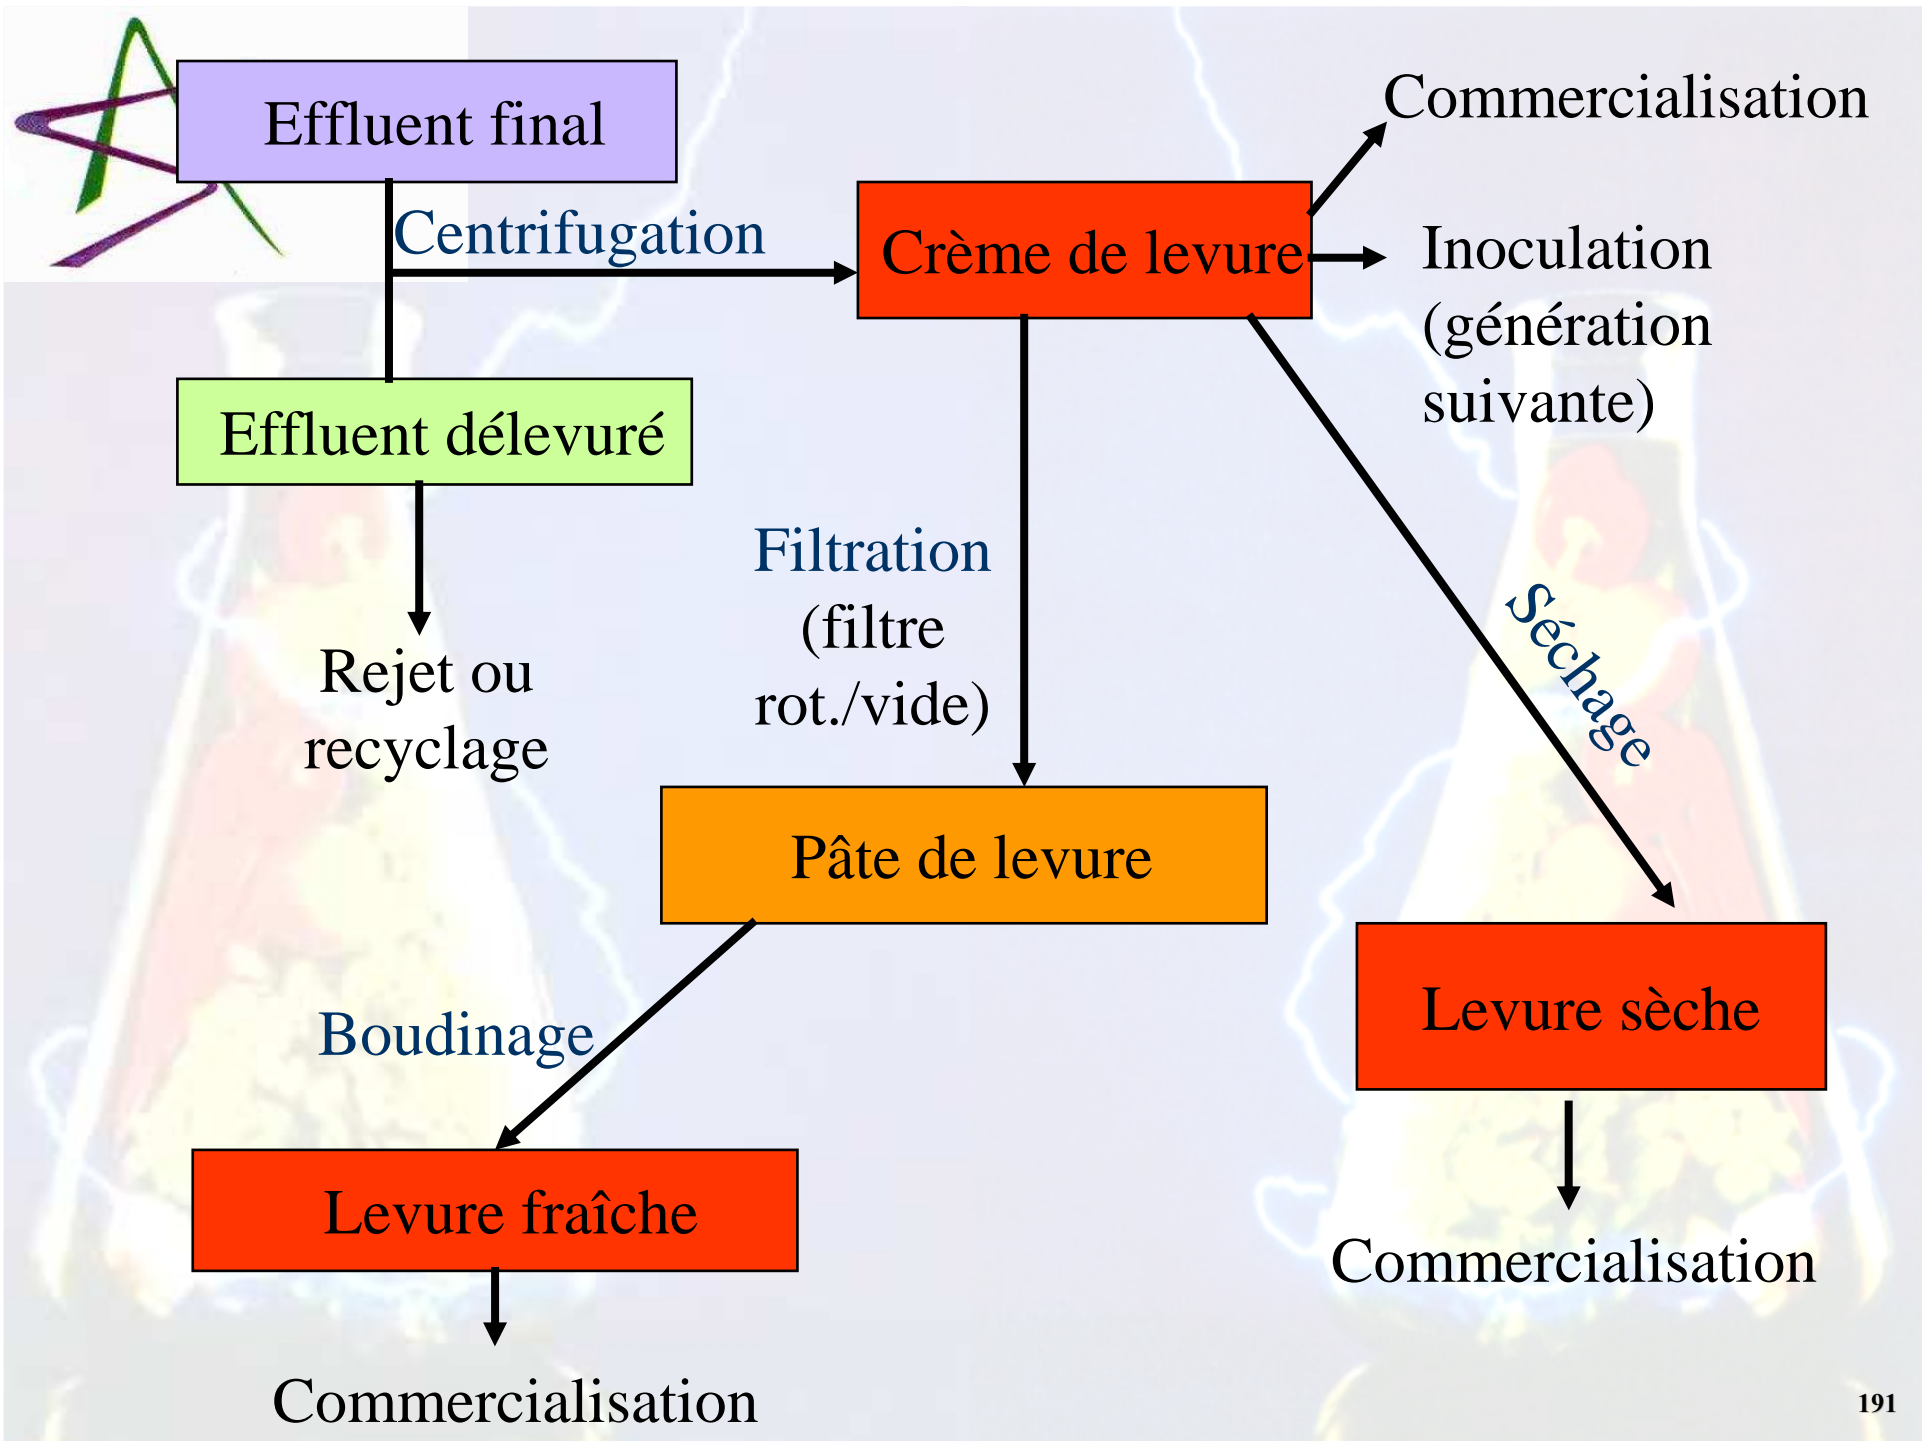 Effluent final
Commercialisation
Centrifugation
Crème de levure
Inoculation
(génération
suivante)
Effluent délevuré
Filtration
(filtre
rot./vide)
Séchage
Rejet ou
recyclage
Pâte de levure
Levure sèche
Boudinage
Levure fraîche
Commercialisation
Commercialisation
191